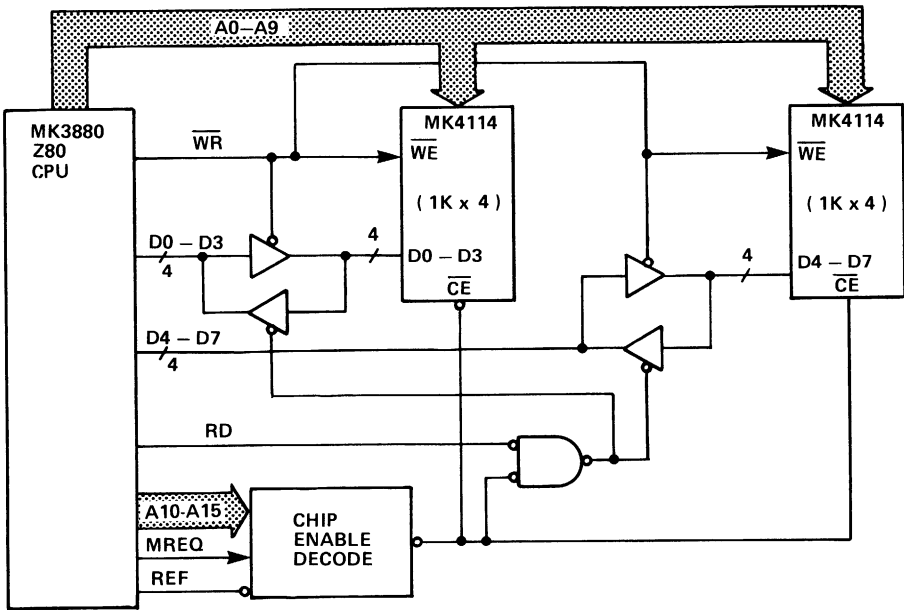 A0–A9
MK3880
Z80
CPU
WR
MK4114
WE
(1K x 4)
D0 – D3
CE
MK4114
WE
(1K x 4)
D4 – D7
CE
D0 – D3
4
4
4
D4 – D7
4
RD
A10-A15
MREQ
REF
CHIP
ENABLE
DECODE